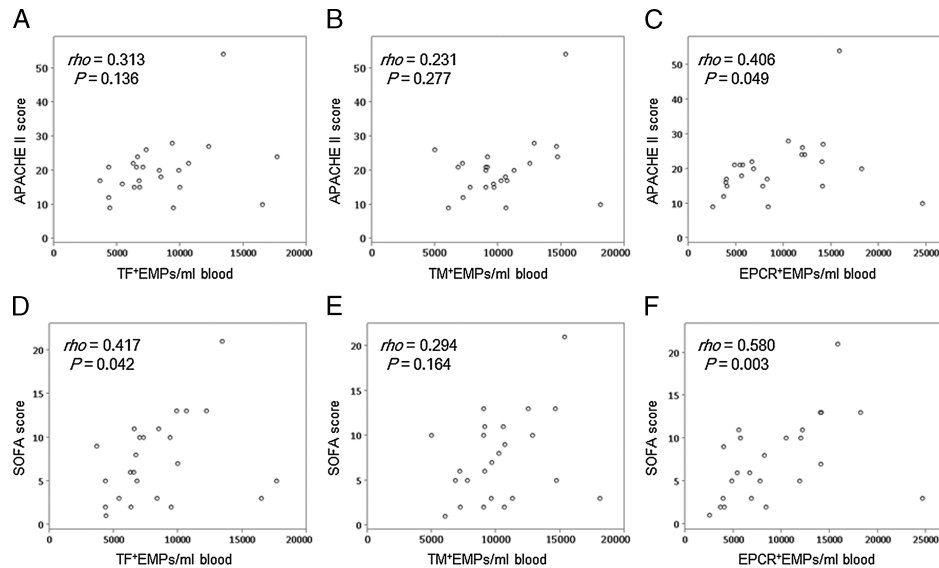 A
rho = 0.313
P = 0.136
APACHE II score
50
40
30
20
10
0
0 5000 10000 15000 20000
TF⁺EMPs/ml blood
B
rho = 0.231
P = 0.277
APACHE II score
50
40
30
20
10
0
0 5000 10000 15000 20000
TM⁺EMPs/ml blood
C
rho = 0.406
P = 0.049
APACHE II score
50
40
30
20
10
0
0 5000 10000 15000 20000 25000
EPCR⁺EMPs/ml blood
D
rho = 0.417
P = 0.042
SOFA score
20
15
10
5
0
0 5000 10000 15000 20000
TF⁺EMPs/ml blood
E
rho = 0.294
P = 0.164
SOFA score
20
15
10
5
0
0 5000 10000 15000 20000
TM⁺EMPs/ml blood
F
rho = 0.580
P = 0.003
SOFA score
20
15
10
5
0
0 5000 10000 15000 20000 25000
EPCR⁺EMPs/ml blood